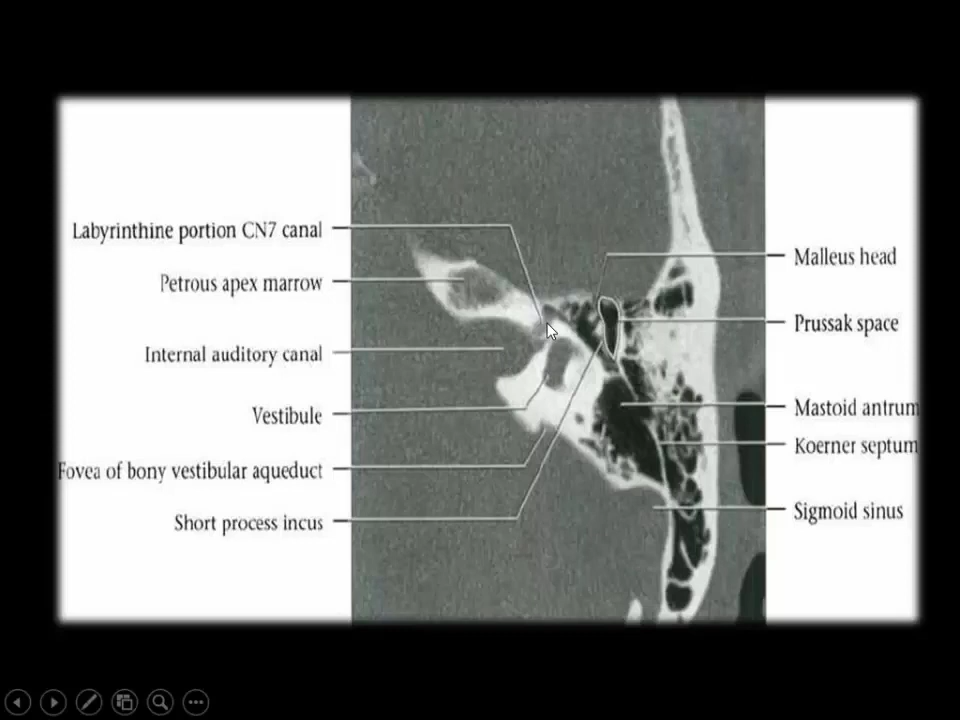 Labyrinthine portion CN7 canal
Petrous apex marrow
Internal auditory canal
Vestibule
Fovea of bony vestibular aqueduct
Short process incus
Malleus head
Prussak space
Mastoid antrum
Koerner septum
Sigmoid sinus